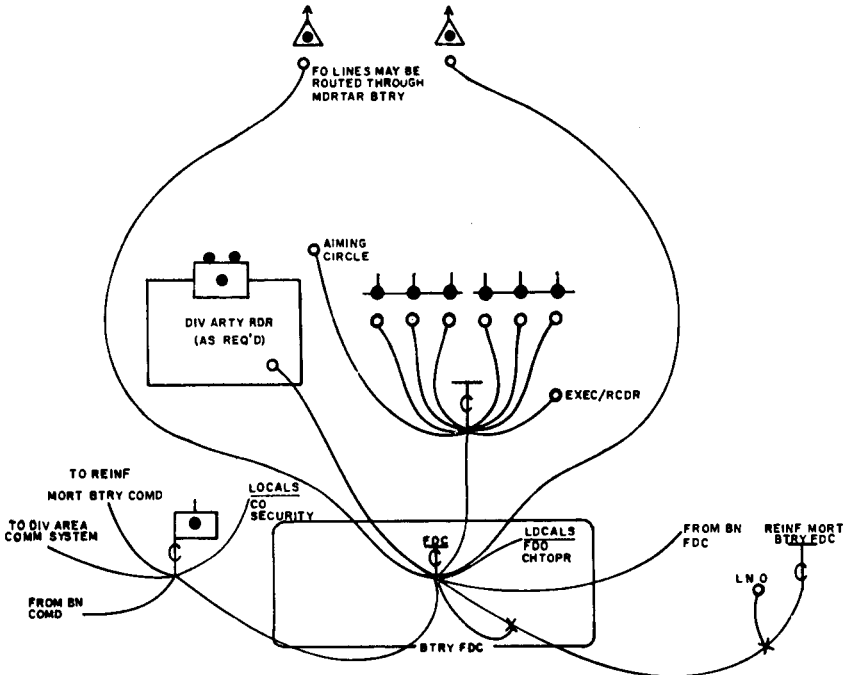 FO LINES MAY BE
ROUTED THROUGH
MDRTAR BTRY
AIMING
CIRCLE
DIV ARTY RDR
(AS REQ'D)
EXEC/RCDR
TO REINF
MORT BTRY COMD
LOCALS
CO
SECURITY
TO DIV AREA
COMM SYSTEM
FROM BN
COMD
FDC
LDCALS
FDO
CHTOPR
FROM BN
FDC
REINF MORT
BTRY FDC
LNO
BTRY FDC